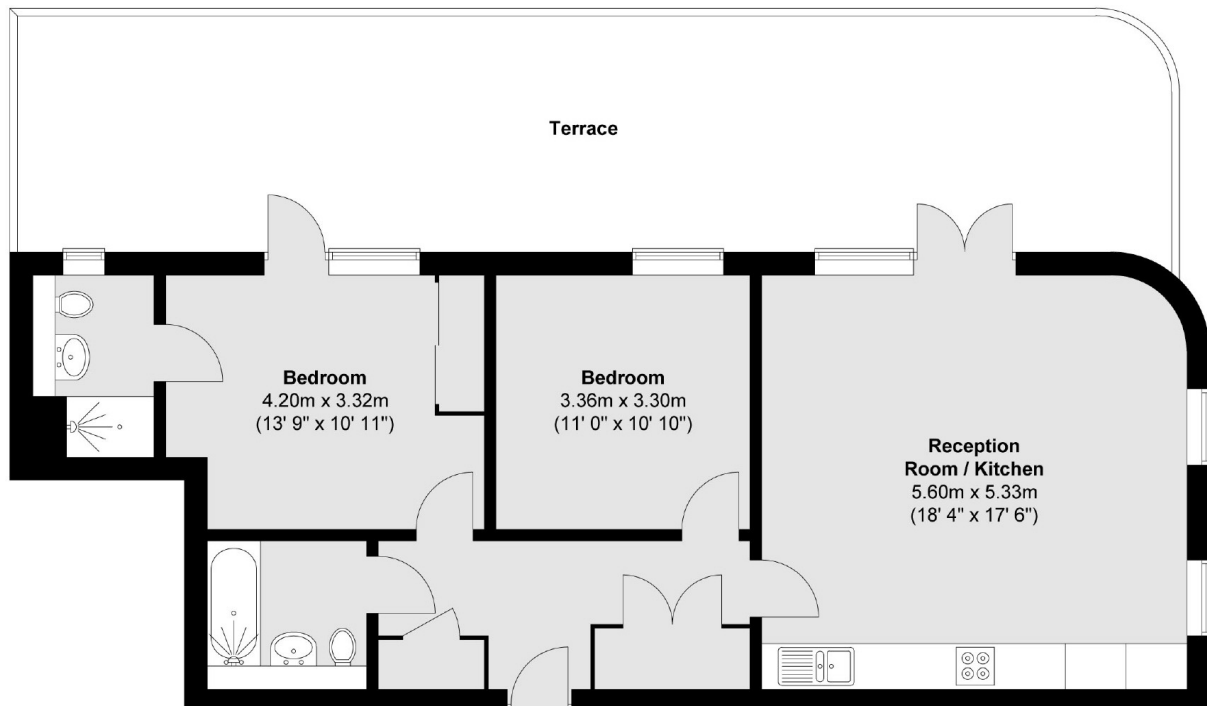 Terrace
Bedroom
4.20m x 3.32m
(13' 9" x 10' 11")
Bedroom
3.36m x 3.30m
(11' 0" x 10' 10")
Reception
Room / Kitchen
5.60m x 5.33m
(18' 4" x 17' 6")